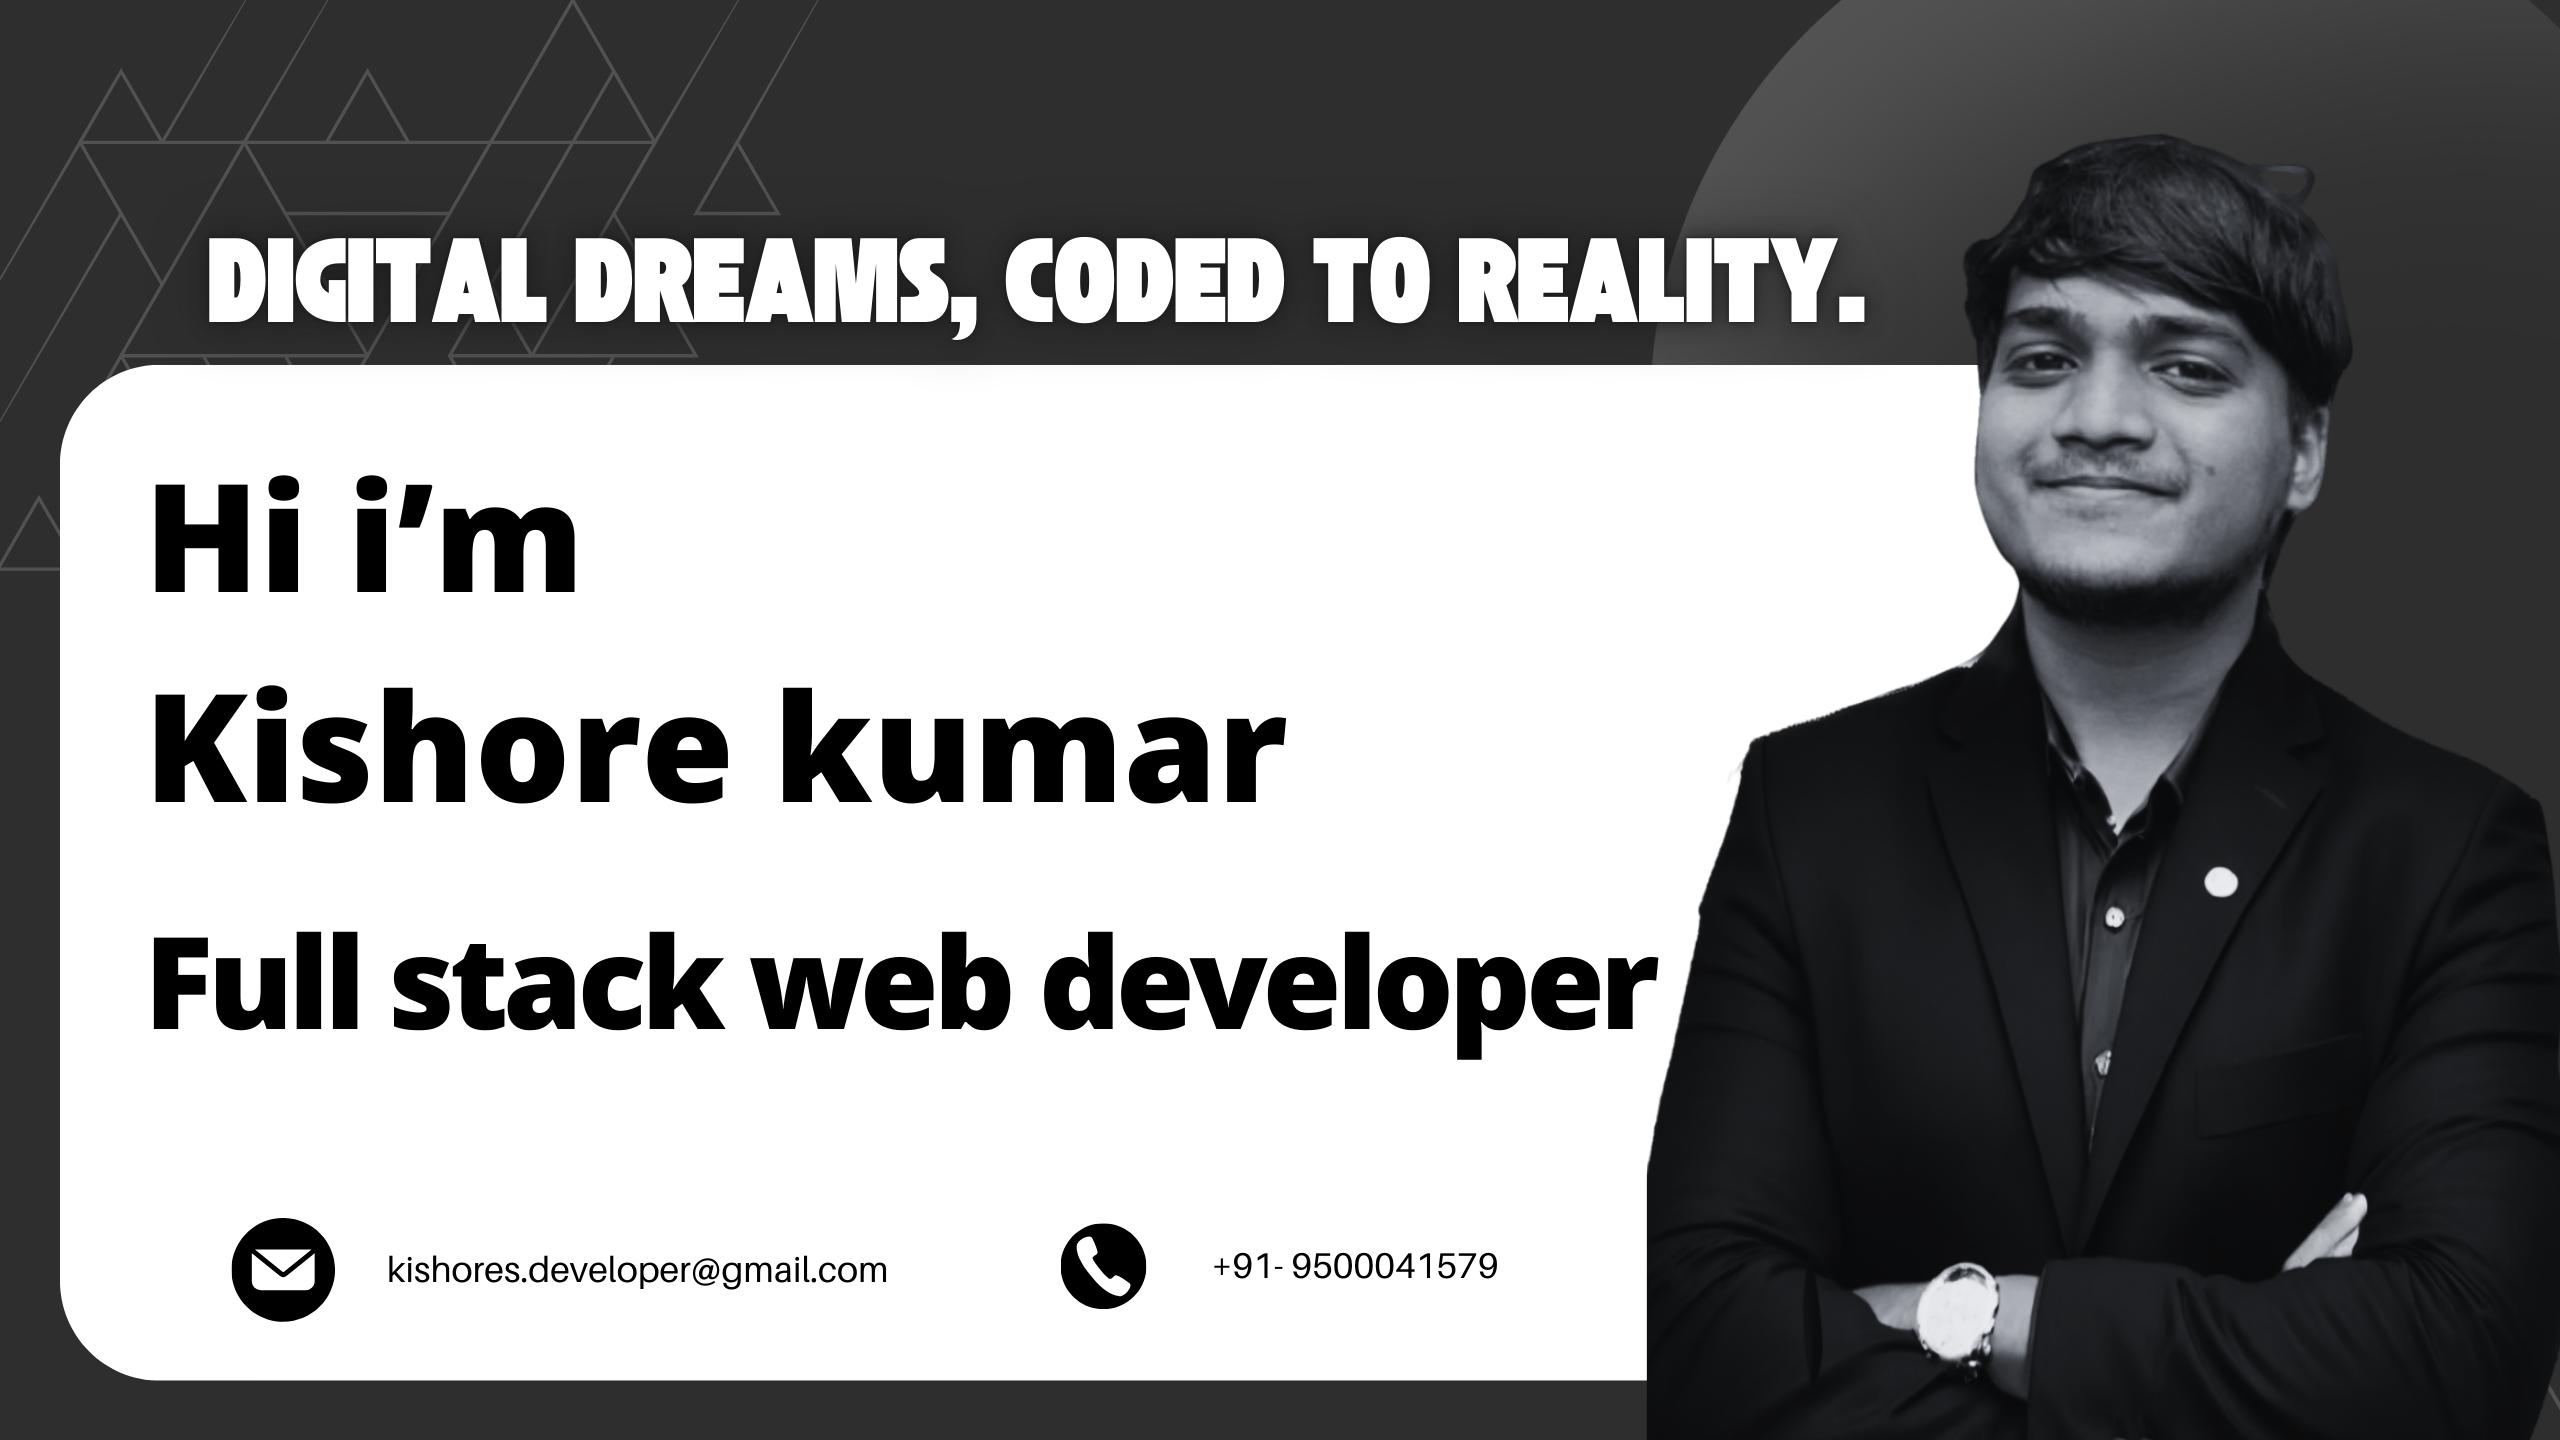 DIGITAL DREAMS, CODED TO REALITY.
Hi i’m
Kishore kumar
Full stack web developer
kishores.developer@gmail.com
+91- 9500041579